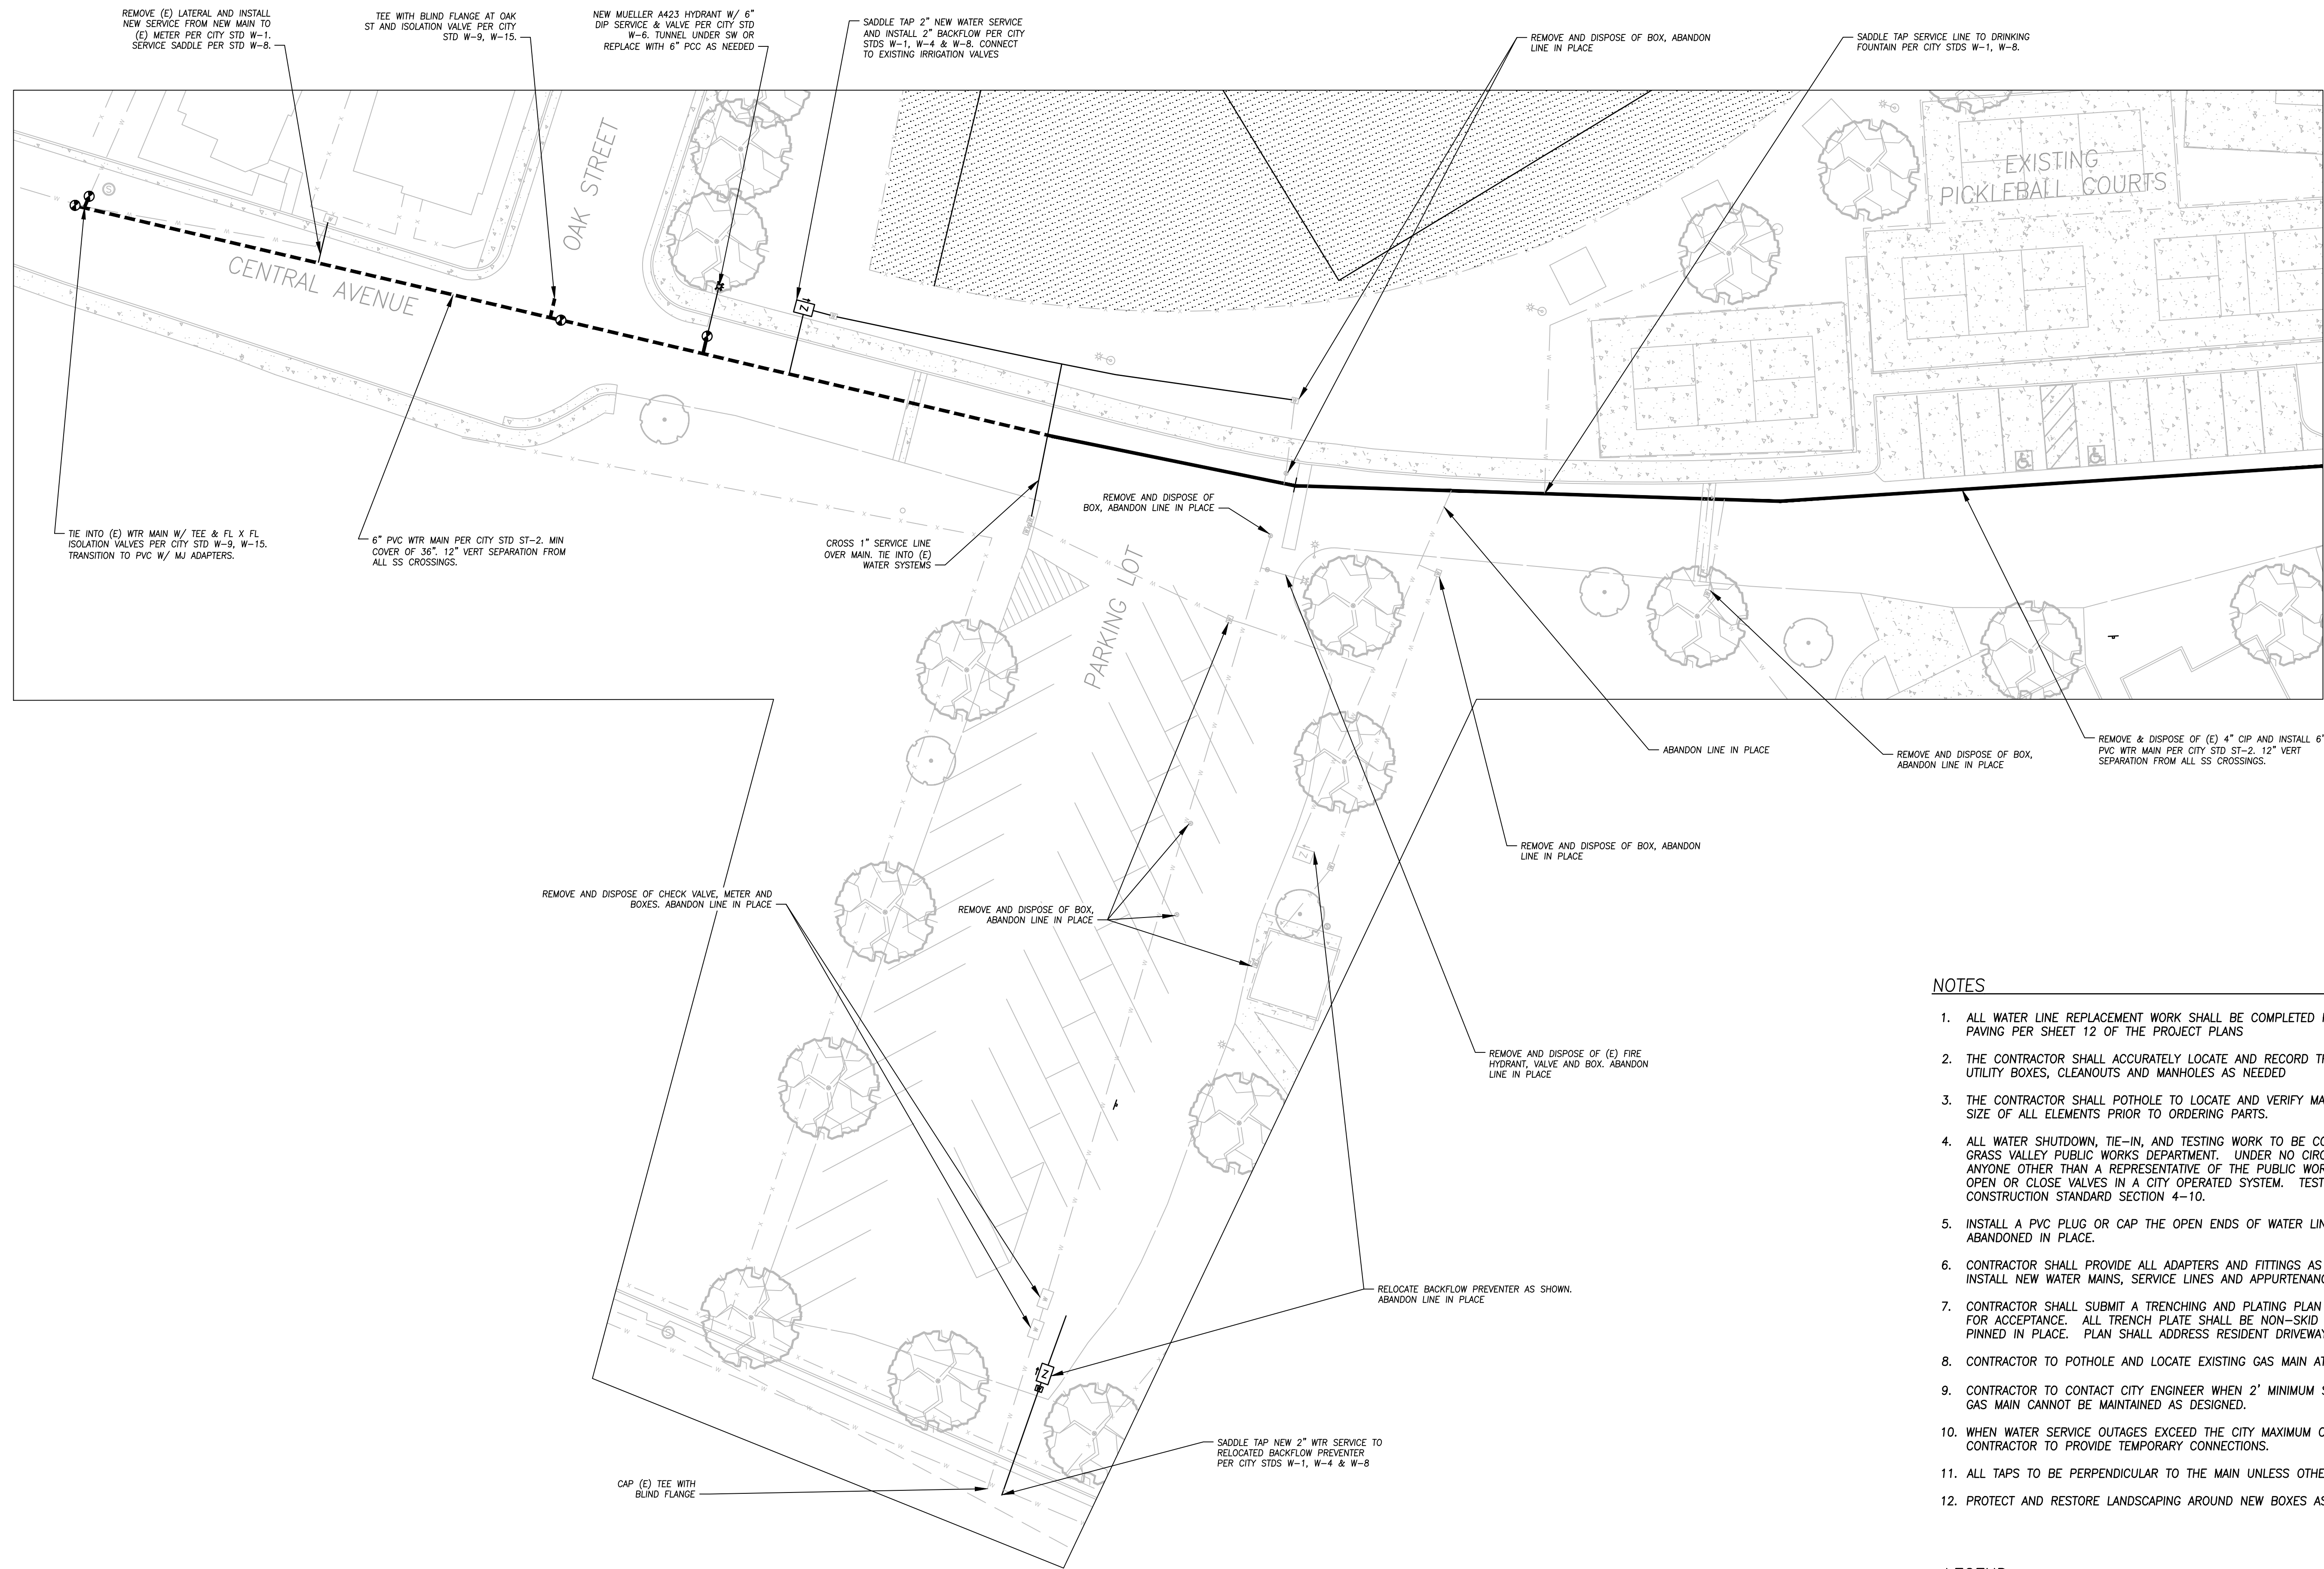 REMOVE (E) LATERAL AND INSTALL
NEW SERVICE FROM NEW MAIN TO
(E) METER PER CITY STD W-1.
SERVICE SADDLE PER STD W-8.
TEE WITH BLIND FLANGE AT OAK
ST AND ISOLATION VALVE PER CITY
STD W-9, W-15.
NEW MUELLER A423 HYDRANT W/ 6"
DIP SERVICE & VALVE PER CITY STD
W-6. TUNNEL UNDER SW OR
REPLACE WITH 6" PCC AS NEEDED
SADDLE TAP 2" NEW WATER SERVICE
AND INSTALL 2" BACKFLOW PER CITY
STDS W-1, W-4 & W-8. CONNECT
TO EXISTING IRRIGATION VALVES
REMOVE AND DISPOSE OF BOX, ABANDON
LINE IN PLACE
SADDLE TAP SERVICE LINE TO DRINKING
FOUNTAIN PER CITY STDS W-1, W-8.
OAK STREET
EXISTING
PICKLEBALL COURTS
CENTRAL AVENUE
TIE INTO (E) WTR MAIN W/ TEE & FL X FL
ISOLATION VALVES PER CITY STD W-9, W-15.
TRANSITION TO PVC W/ MJ ADAPTERS.
6" PVC WTR MAIN PER CITY STD ST-2. MIN
COVER OF 36". 12" VERT SEPARATION FROM
ALL SS CROSSINGS.
CROSS 1" SERVICE LINE
OVER MAIN. TIE INTO (E)
WATER SYSTEMS
REMOVE AND DISPOSE OF
BOX, ABANDON LINE IN PLACE
PARKING LOT
ABANDON LINE IN PLACE
REMOVE AND DISPOSE OF BOX,
ABANDON LINE IN PLACE
REMOVE & DISPOSE OF (E) 4" CIP AND INSTALL 6"
PVC WTR MAIN PER CITY STD ST-2. 12" VERT
SEPARATION FROM ALL SS CROSSINGS.
REMOVE AND DISPOSE OF BOX, ABANDON
LINE IN PLACE
REMOVE AND DISPOSE OF CHECK VALVE, METER AND
BOXES. ABANDON LINE IN PLACE
REMOVE AND DISPOSE OF BOX,
ABANDON LINE IN PLACE
REMOVE AND DISPOSE OF (E) FIRE
HYDRANT, VALVE AND BOX. ABANDON
LINE IN PLACE
RELOCATE BACKFLOW PREVENTER AS SHOWN.
ABANDON LINE IN PLACE
SADDLE TAP NEW 2" WTR SERVICE TO
RELOCATED BACKFLOW PREVENTER
PER CITY STDS W-1, W-4 & W-8
CAP (E) TEE WITH
BLIND FLANGE
NOTES
1. ALL WATER LINE REPLACEMENT WORK SHALL BE COMPLETED
PAVING PER SHEET 12 OF THE PROJECT PLANS
2. THE CONTRACTOR SHALL ACCURATELY LOCATE AND RECORD
UTILITY BOXES, CLEANOUTS AND MANHOLES AS NEEDED
3. THE CONTRACTOR SHALL POTHOLE TO LOCATE AND VERIFY
SIZE OF ALL ELEMENTS PRIOR TO ORDERING PARTS.
4. ALL WATER SHUTDOWN, TIE-IN, AND TESTING WORK TO BE
GRASS VALLEY PUBLIC WORKS DEPARTMENT. UNDER NO
ANYONE OTHER THAN A REPRESENTATIVE OF THE PUBLIC
OPEN OR CLOSE VALVES IN A CITY OPERATED SYSTEM.
CONSTRUCTION STANDARD SECTION 4-10.
5. INSTALL A PVC PLUG OR CAP THE OPEN ENDS OF WATER
ABANDONED IN PLACE.
6. CONTRACTOR SHALL PROVIDE ALL ADAPTERS AND FITTINGS AS
INSTALL NEW WATER MAINS, SERVICE LINES AND
7. CONTRACTOR SHALL SUBMIT A TRENCHING AND PLATING PLAN
FOR ACCEPTANCE. ALL TRENCH PLATE SHALL BE NON-SKID
PINNED IN PLACE. PLAN SHALL ADDRESS RESIDENT
8. CONTRACTOR TO POTHOLE AND LOCATE EXISTING GAS MAIN
9. CONTRACTOR TO CONTACT CITY ENGINEER WHEN 2' MINIMUM
GAS MAIN CANNOT BE MAINTAINED AS DESIGNED.
10. WHEN WATER SERVICE OUTAGES EXCEED THE CITY MAXIMUM
CONTRACTOR TO PROVIDE TEMPORARY CONNECTIONS.
11. ALL TAPS TO BE PERPENDICULAR TO THE MAIN UNLESS
12. PROTECT AND RESTORE LANDSCAPING AROUND NEW BOXES